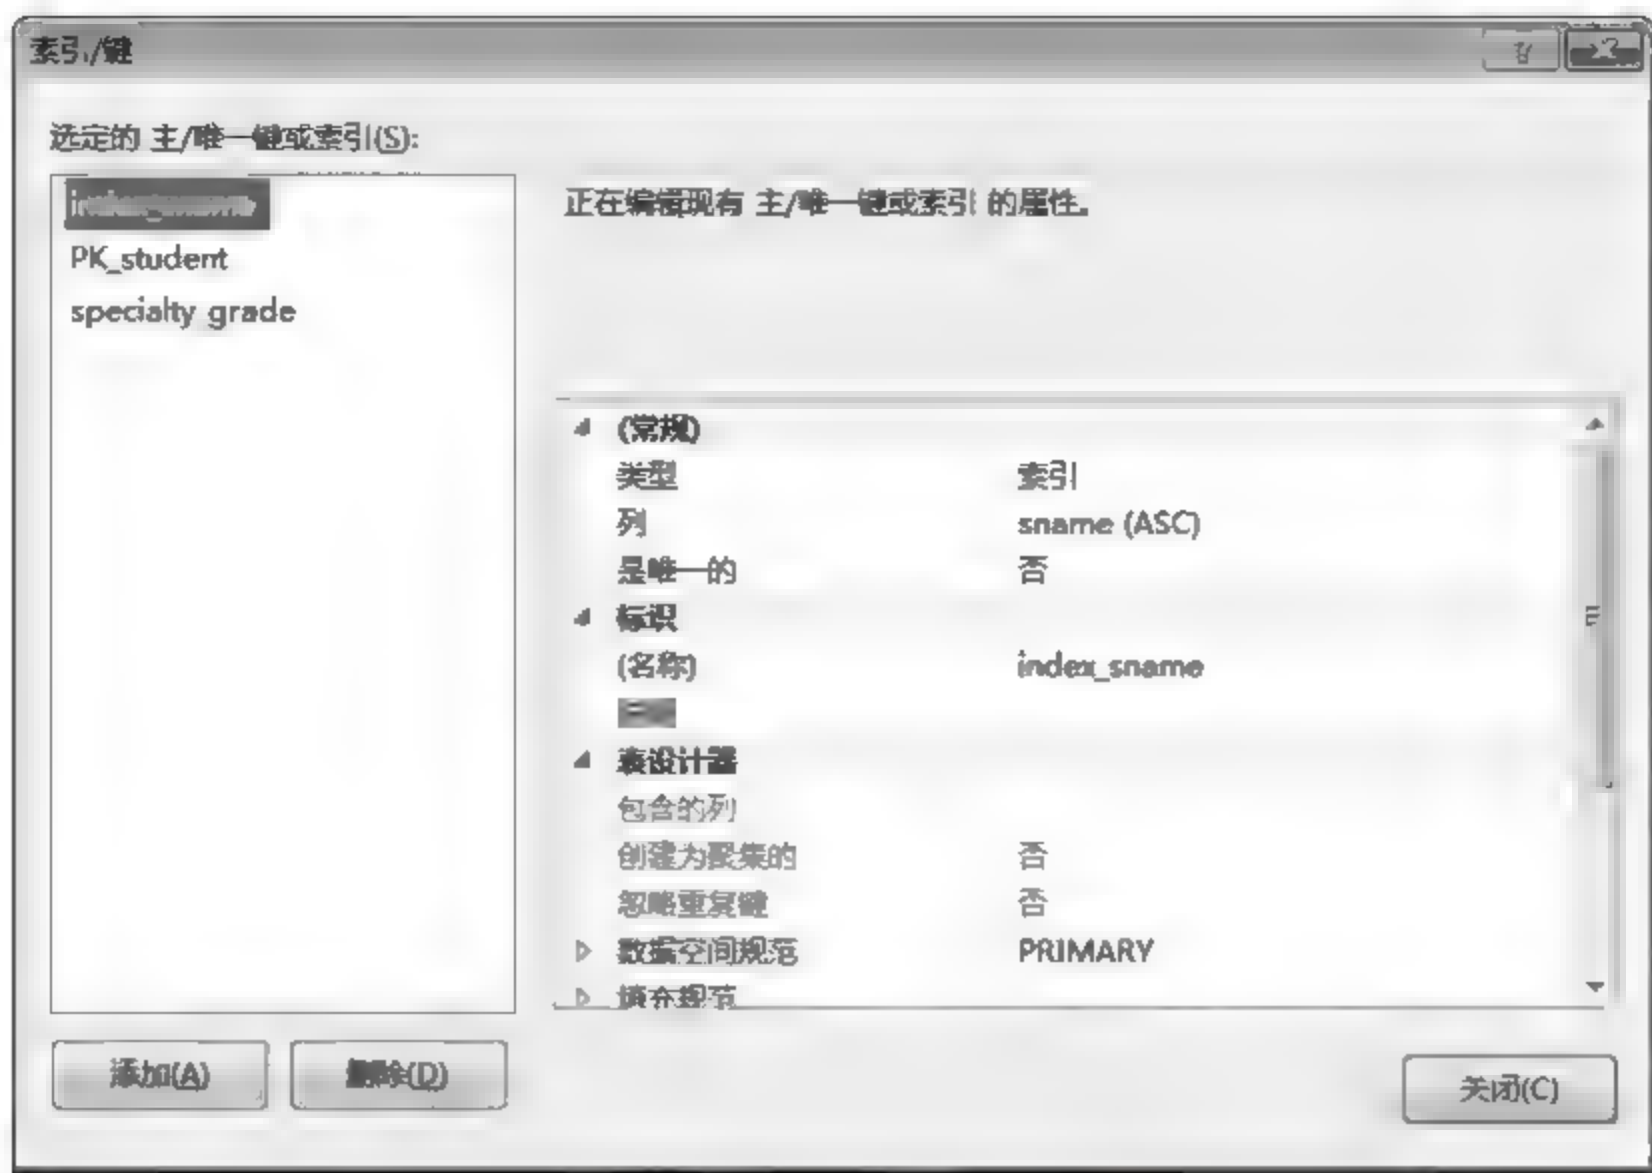 索引/键
选定的 主/唯一键或索引(S):
PK_student
specialty grade
正在编辑现有 主/唯一键或索引 的属性。
(常规)
类型 索引
列 sname (ASC)
是唯一的 否
标识
(名称) index_sname
表设计器
包含的列
创建为聚集的 否
忽略重复键 否
数据空间规范 PRIMARY
填充规范
添加(A) 删除(D)
关闭(C)